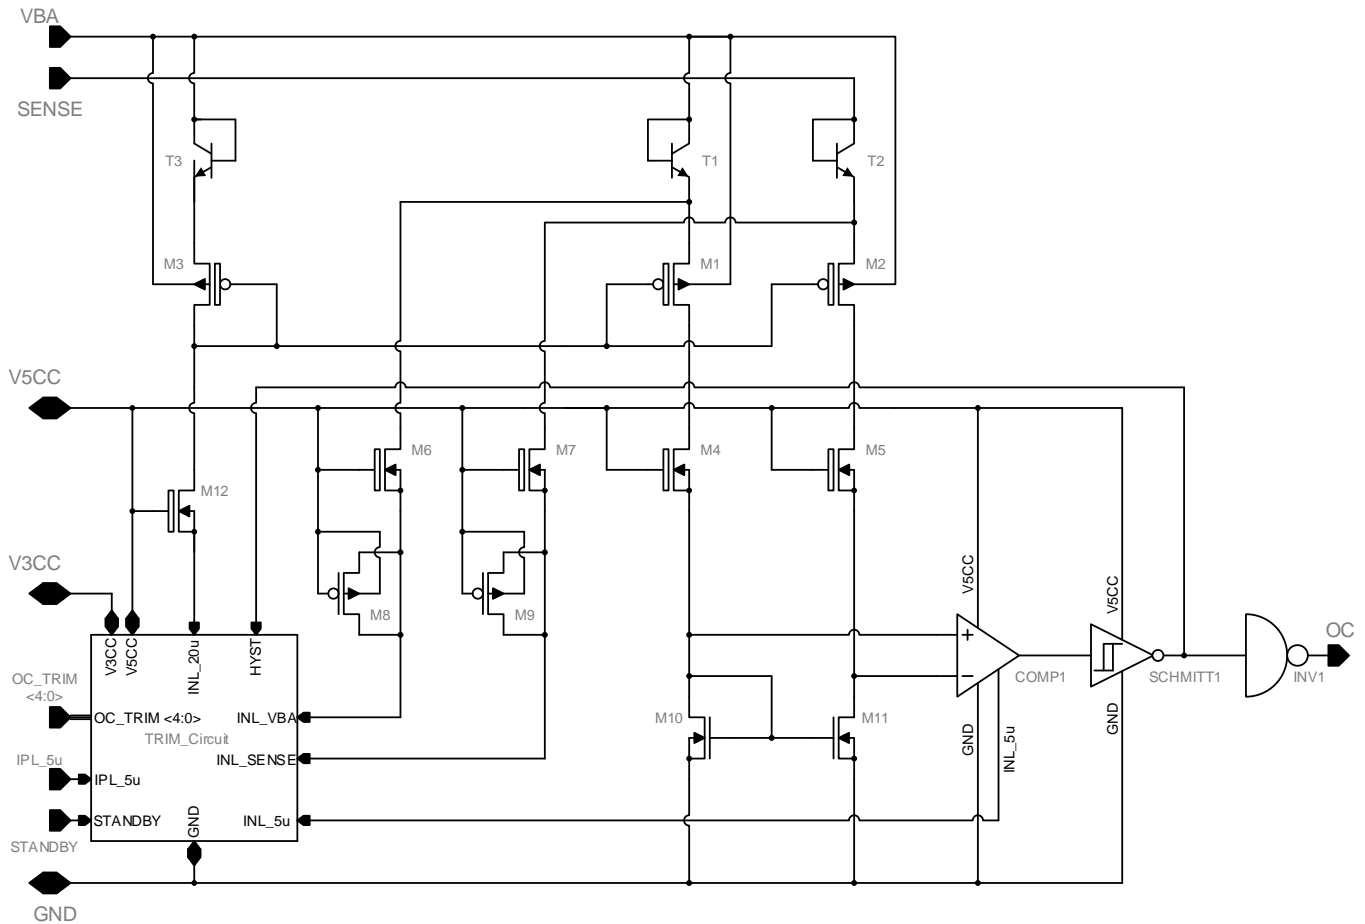 VBA
SENSE
T3
T1
T2
M3
M1
M2
V5CC
M6
M7
M4
M5
M12
V3CC
M8
M9
V5CC
V5CC
V3CC
V5CC
INL_20u
HYST
OC
COMP1
SCHMITT1
INV1
OC_TRIM
<4:0>
OC_TRIM <4:0>
INL_VBA
TRIM_Circuit
M10
M11
GND
GND
INL_5u
IPL_5u
IPL_5u
INL_SENSE
STANDBY
STANDBY
GND
INL_5u
GND